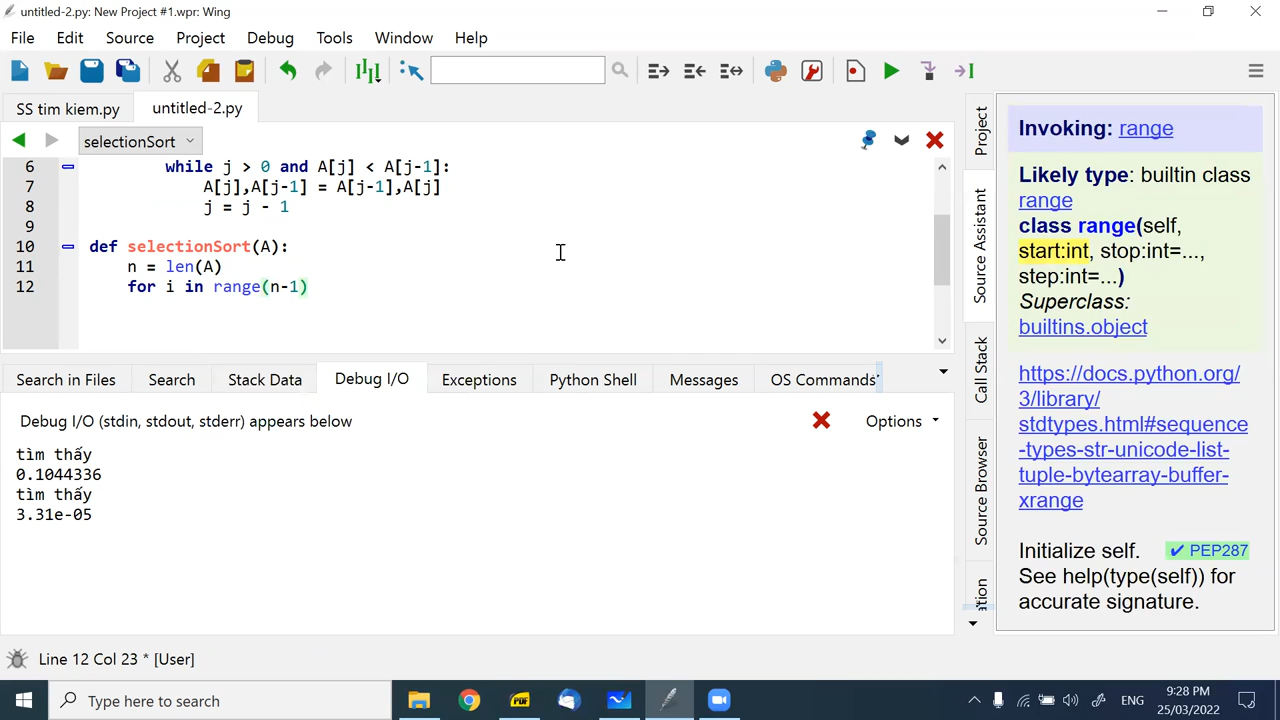 untitled-2.py: New Project #1.wpr: Wing
File Edit Source Project Debug Tools Window Help
SS tim kiem.py untitled-2.py
selectionSort
6 while j > 0 and A[j] < A[j-1]:
7 A[j],A[j-1] = A[j-1],A[j]
8 j = j - 1
9
10 def selectionSort(A):
11 n = len(A)
12 for i in range(n-1)
Search in Files Search Stack Data Debug I/O Exceptions Python Shell Messages OS Commands
Debug I/O (stdin, stdout, stderr) appears below Options
tìm thấy
0.1044336
tìm thấy
3.31e-05
Project
Source Assistant
Call Stack
Source Browser
Invoking: range
Likely type: builtin class
range
class range(self,
start:int, stop:int=...,
step:int=...)
Superclass:
builtins.object
https://docs.python.org/
3/library/
stdtypes.html#sequence
-types-str-unicode-list-
tuple-bytearray-buffer-
xrange
Initialize self. ✔ PEP287
See help(type(self)) for
accurate signature.
Line 12 Col 23 * [User]
Type here to search
PDF
ENG
9:28 PM
25/03/2022